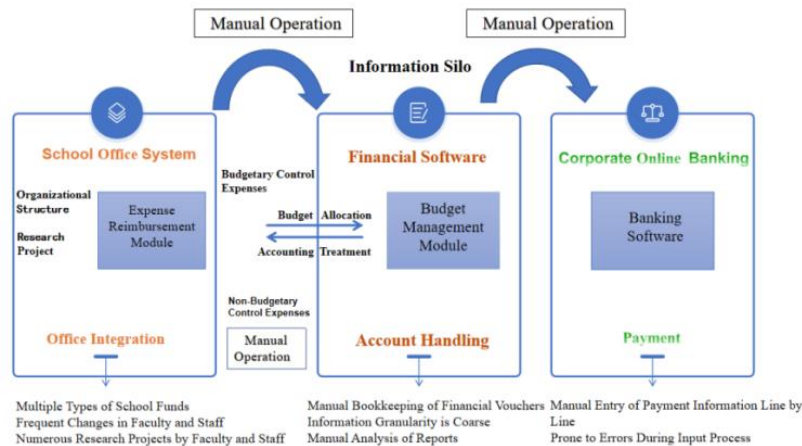 Manual Operation
Manual Operation
Information Silo
School Office System
Financial Software
Corporate Online Banking
Organizational
Structure
Research
Project
Expense
Reimbursement
Module
Budgetary Control
Expenses
Budget Allocation
Accounting Treatment
Non-Budgetary
Control Expenses
Manual
Operation
Budget
Management
Module
Banking
Software
Office Integration
Account Handling
Payment
Multiple Types of School Funds
Frequent Changes in Faculty and Staff
Numerous Research Projects by Faculty and Staff
Manual Bookkeeping of Financial Vouchers
Information Granularity is Coarse
Manual Analysis of Reports
Manual Entry of Payment Information Line by
Line
Prone to Errors During Input Process